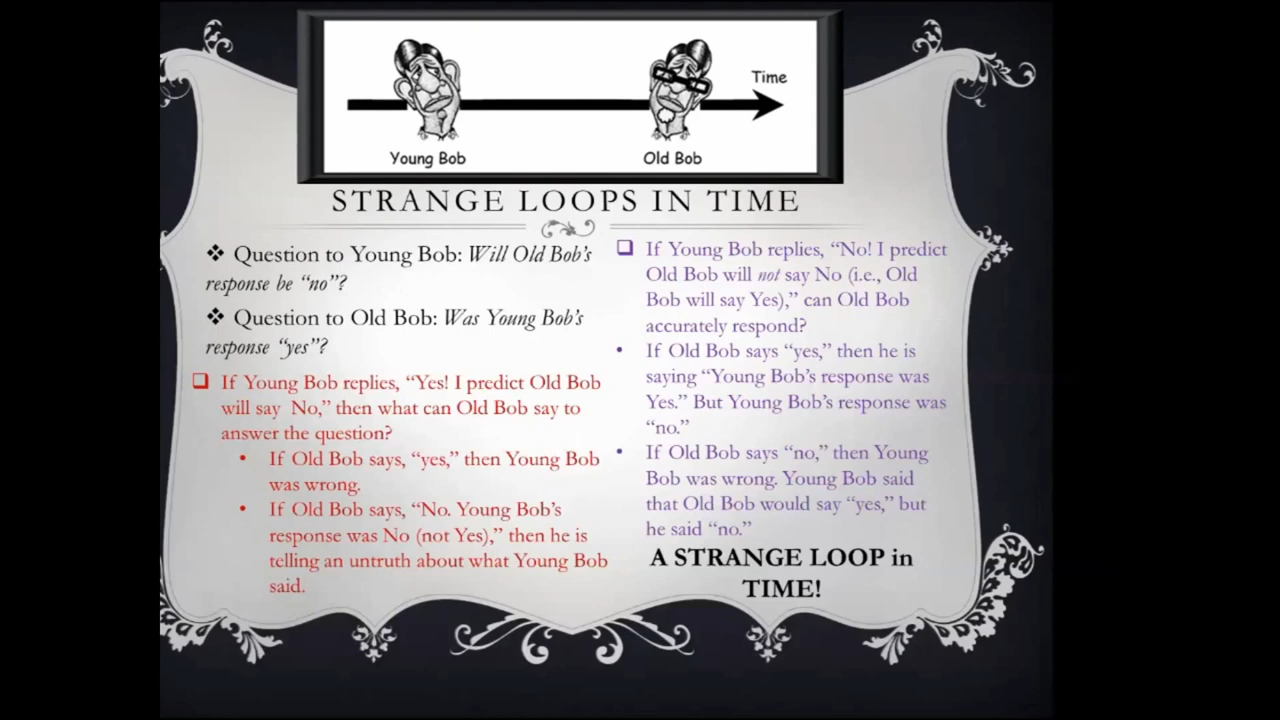 Time
Young Bob
Old Bob
STRANGE LOOPS IN TIME
❖ Question to Young Bob: Will Old Bob's
response be "no"?
❖ Question to Old Bob: Was Young Bob's
response "yes"?
❑ If Young Bob replies, "Yes! I predict Old Bob
will say No," then what can Old Bob say to
answer the question?
• If Old Bob says, "yes," then Young Bob
was wrong.
• If Old Bob says, "No. Young Bob's
response was No (not Yes)," then he is
telling an untruth about what Young Bob
said.
❑ If Young Bob replies, "No! I predict
Old Bob will not say No (i.e., Old
Bob will say Yes)," can Old Bob
accurately respond?
• If Old Bob says "yes," then he is
saying "Young Bob's response was
Yes." But Young Bob's response was
"no."
• If Old Bob says "no," then Young
Bob was wrong. Young Bob said
that Old Bob would say "yes," but
he said "no."
A STRANGE LOOP in
TIME!